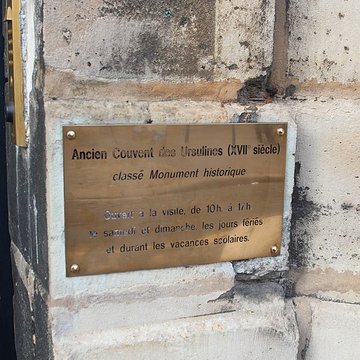 Ancien Couvent des Ursulines (XVIIᵉ siècle)
classé Monument historique
Ouvert à la visite, de 10h. à 17h
le samedi et dimanche, les jours fériés
et durant les vacances scolaires.